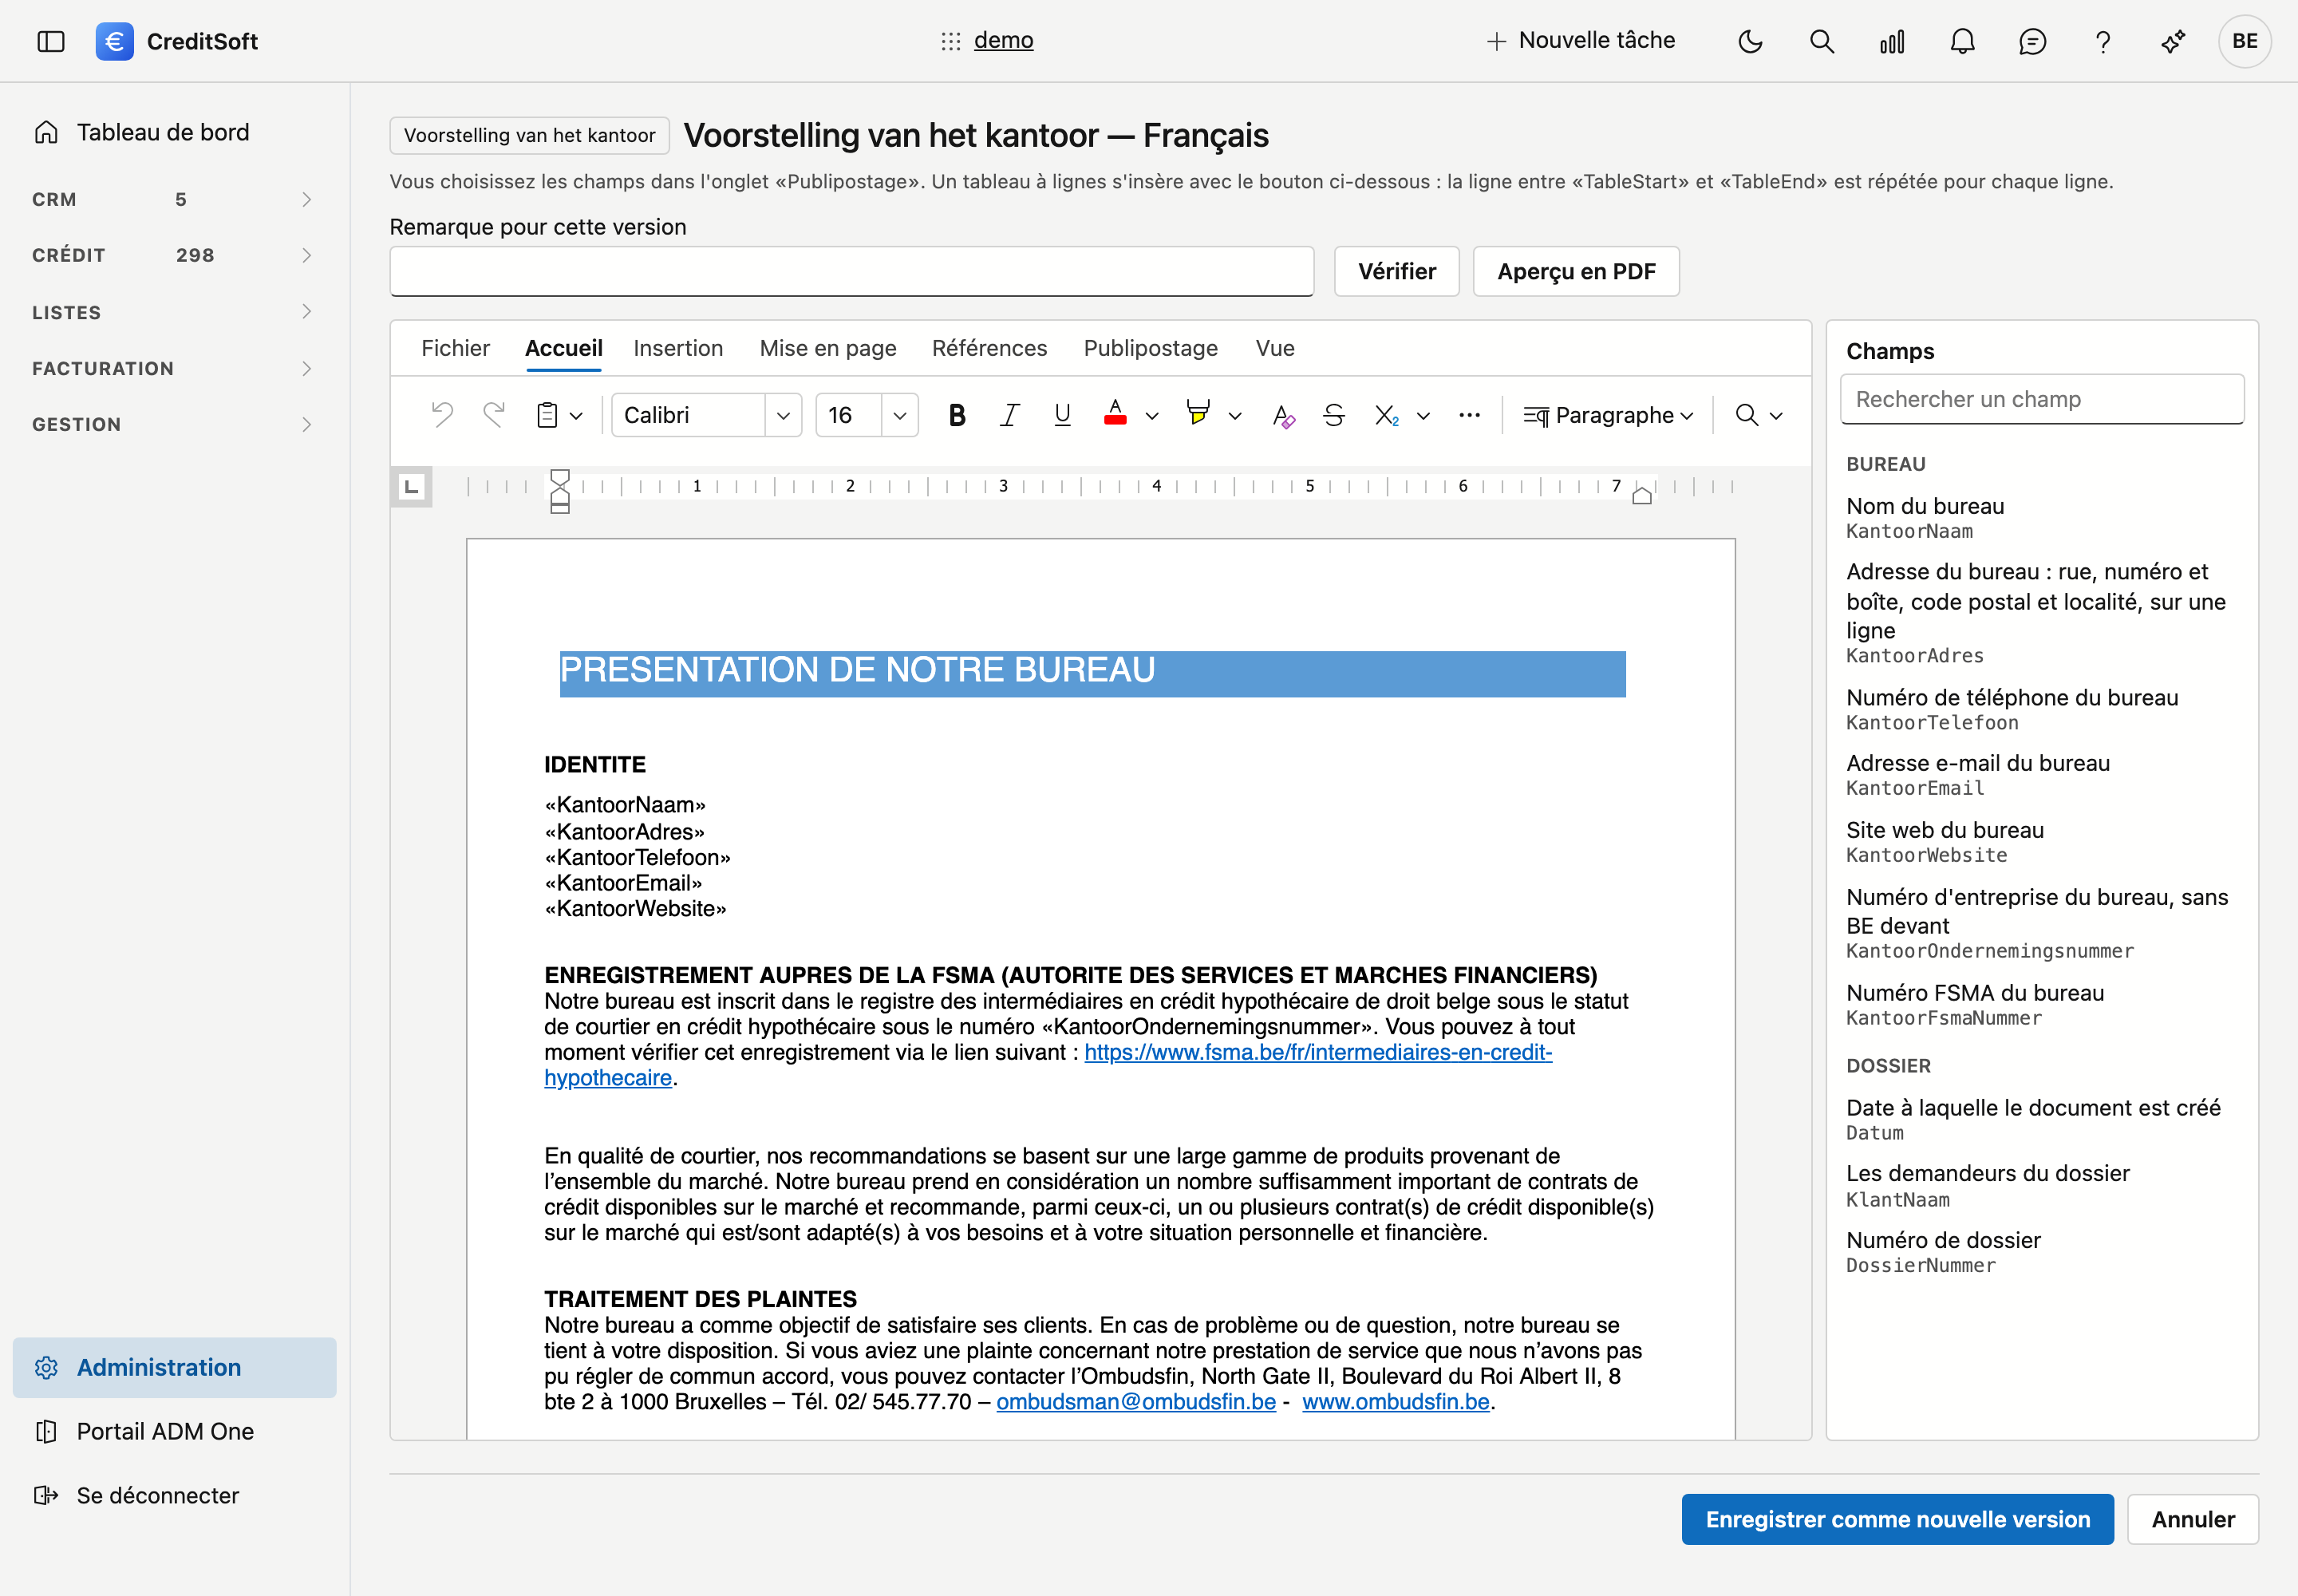 CreditSoft
demo
Nouvelle tâche
BE
Tableau de bord
CRM 5
CRÉDIT 298
LISTES
FACTURATION
GESTION
Administration
Portail ADM One
Se déconnecter
Voorstelling van het kantoor
Voorstelling van het kantoor — Français
Vous choisissez les champs dans l'onglet «Publipostage». Un tableau à lignes s'insère avec le bouton ci-dessous : la ligne entre «TableStart» et «TableEnd» est répétée pour chaque ligne.
Remarque pour cette version
Vérifier
Aperçu en PDF
Fichier Accueil Insertion Mise en page Références Publipostage Vue
Calibri 16 Paragraphe
1 2 3 4 5 6 7
PRESENTATION DE NOTRE BUREAU
IDENTITE
«KantoorNaam»
«KantoorAdres»
«KantoorTelefoon»
«KantoorEmail»
«KantoorWebsite»
ENREGISTREMENT AUPRES DE LA FSMA (AUTORITE DES SERVICES ET MARCHES FINANCIERS)
Notre bureau est inscrit dans le registre des intermédiaires en crédit hypothécaire de droit belge sous le statut
de courtier en crédit hypothécaire sous le numéro «KantoorOndernemingsnummer». Vous pouvez à tout
moment vérifier cet enregistrement via le lien suivant : https://www.fsma.be/fr/intermediaires-en-credit-
hypothecaire.
En qualité de courtier, nos recommandations se basent sur une large gamme de produits provenant de
l’ensemble du marché. Notre bureau prend en considération un nombre suffisamment important de contrats de
crédit disponibles sur le marché et recommande, parmi ceux-ci, un ou plusieurs contrat(s) de crédit disponible(s)
sur le marché qui est/sont adapté(s) à vos besoins et à votre situation personnelle et financière.
TRAITEMENT DES PLAINTES
Notre bureau a comme objectif de satisfaire ses clients. En cas de problème ou de question, notre bureau se
tient à votre disposition. Si vous aviez une plainte concernant notre prestation de service que nous n’avons pas
pu régler de commun accord, vous pouvez contacter l’Ombudsfin, North Gate II, Boulevard du Roi Albert II, 8
bte 2 à 1000 Bruxelles – Tél. 02/ 545.77.70 – ombudsman@ombudsfin.be - www.ombudsfin.be.
Champs
Rechercher un champ
BUREAU
Nom du bureau
KantoorNaam
Adresse du bureau : rue, numéro et
boîte, code postal et localité, sur une
ligne
KantoorAdres
Numéro de téléphone du bureau
KantoorTelefoon
Adresse e-mail du bureau
KantoorEmail
Site web du bureau
KantoorWebsite
Numéro d'entreprise du bureau, sans
BE devant
KantoorOndernemingsnummer
Numéro FSMA du bureau
KantoorFsmaNummer
DOSSIER
Date à laquelle le document est créé
Datum
Les demandeurs du dossier
KlantNaam
Numéro de dossier
DossierNummer
Enregistrer comme nouvelle version
Annuler